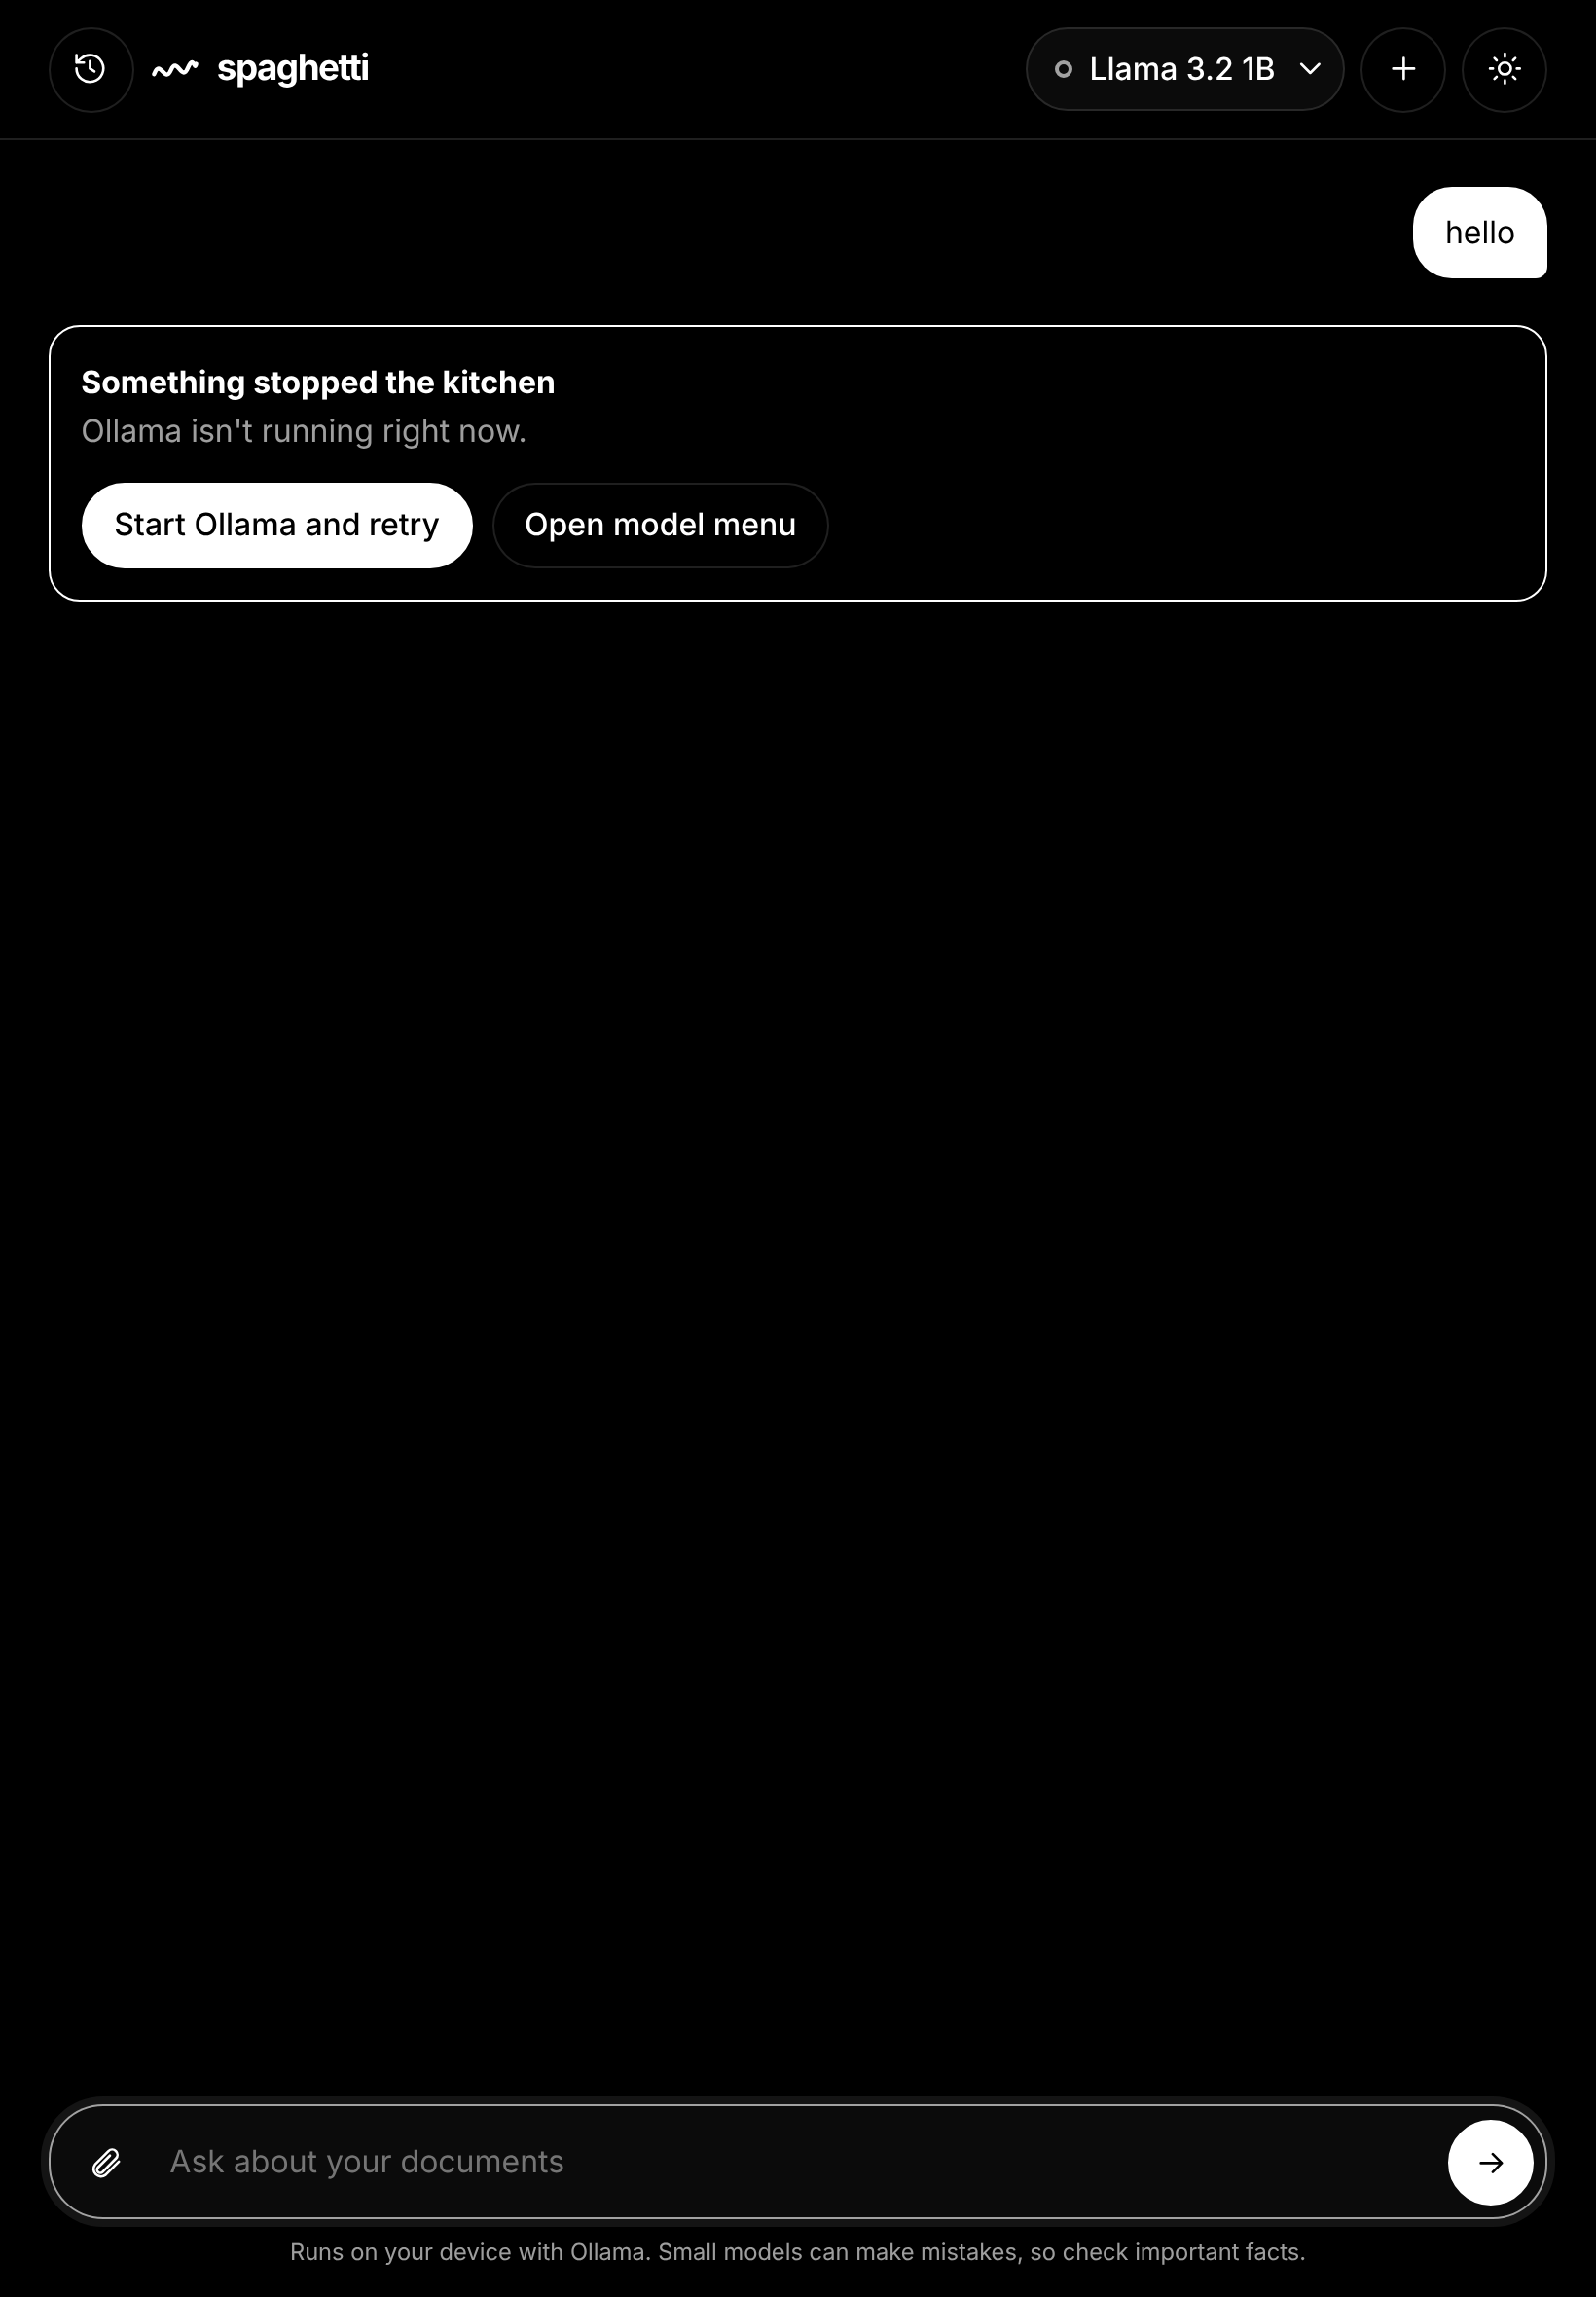 spaghetti
Llama 3.2 1B
hello
Something stopped the kitchen
Ollama isn't running right now.
Start Ollama and retry
Open model menu
Ask about your documents
Runs on your device with Ollama. Small models can make mistakes, so check important facts.